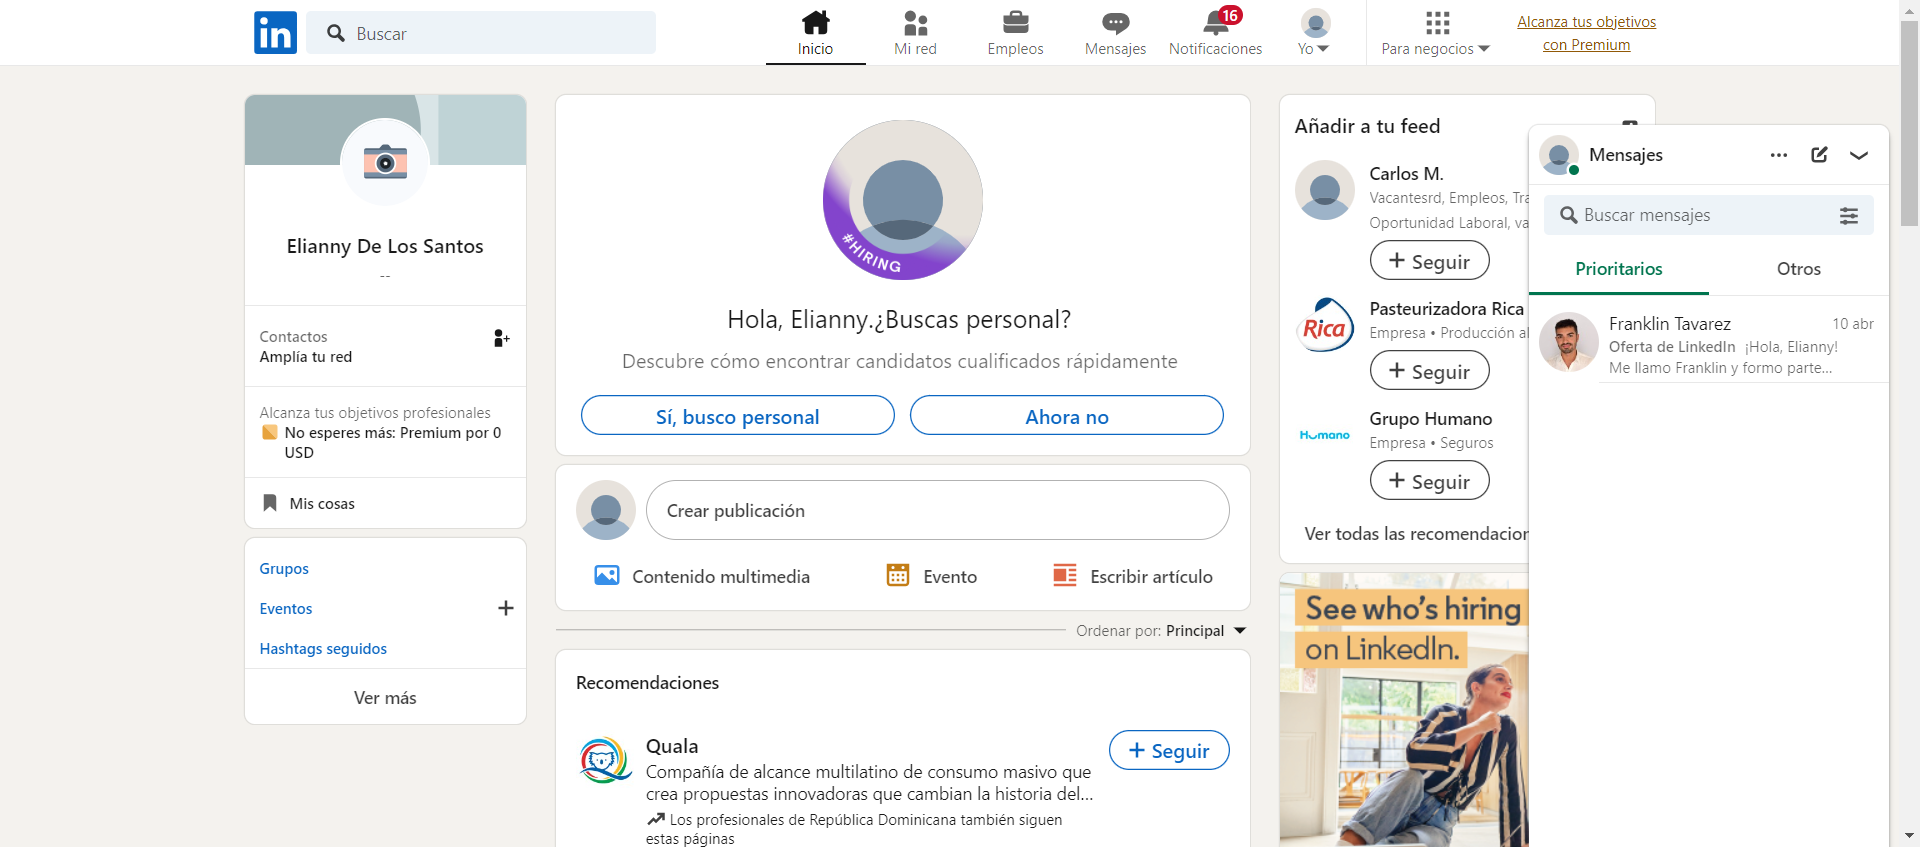 in
Buscar
Inicio
Mi red
Empleos
Mensajes
16
Notificaciones
Yo
Para negocios
Alcanza tus objetivos
con Premium
Elianny De Los Santos
--
Contactos
Amplía tu red
Alcanza tus objetivos profesionales
No esperes más: Premium por 0
USD
Mis cosas
Grupos
Eventos
Hashtags seguidos
Ver más
#HIRING
Hola, Elianny.¿Buscas personal?
Descubre cómo encontrar candidatos cualificados rápidamente
Sí, busco personal
Ahora no
Crear publicación
Contenido multimedia
Evento
Escribir artículo
Ordenar por: Principal
Recomendaciones
Quala
Compañía de alcance multilatino de consumo masivo que
crea propuestas innovadoras que cambian la historia del...
Los profesionales de República Dominicana también siguen
estas páginas
+ Seguir
Añadir a tu feed
Carlos M.
Vacantesrd, Empleos, Tra
Oportunidad Laboral, va
+ Seguir
Rica
Pasteurizadora Rica
Empresa • Producción al
+ Seguir
Humano
Grupo Humano
Empresa • Seguros
+ Seguir
Ver todas las recomendacion
See who's hiring
on LinkedIn.
Mensajes
Buscar mensajes
Prioritarios
Otros
Franklin Tavarez
10 abr
Oferta de LinkedIn ¡Hola, Elianny!
Me llamo Franklin y formo parte...